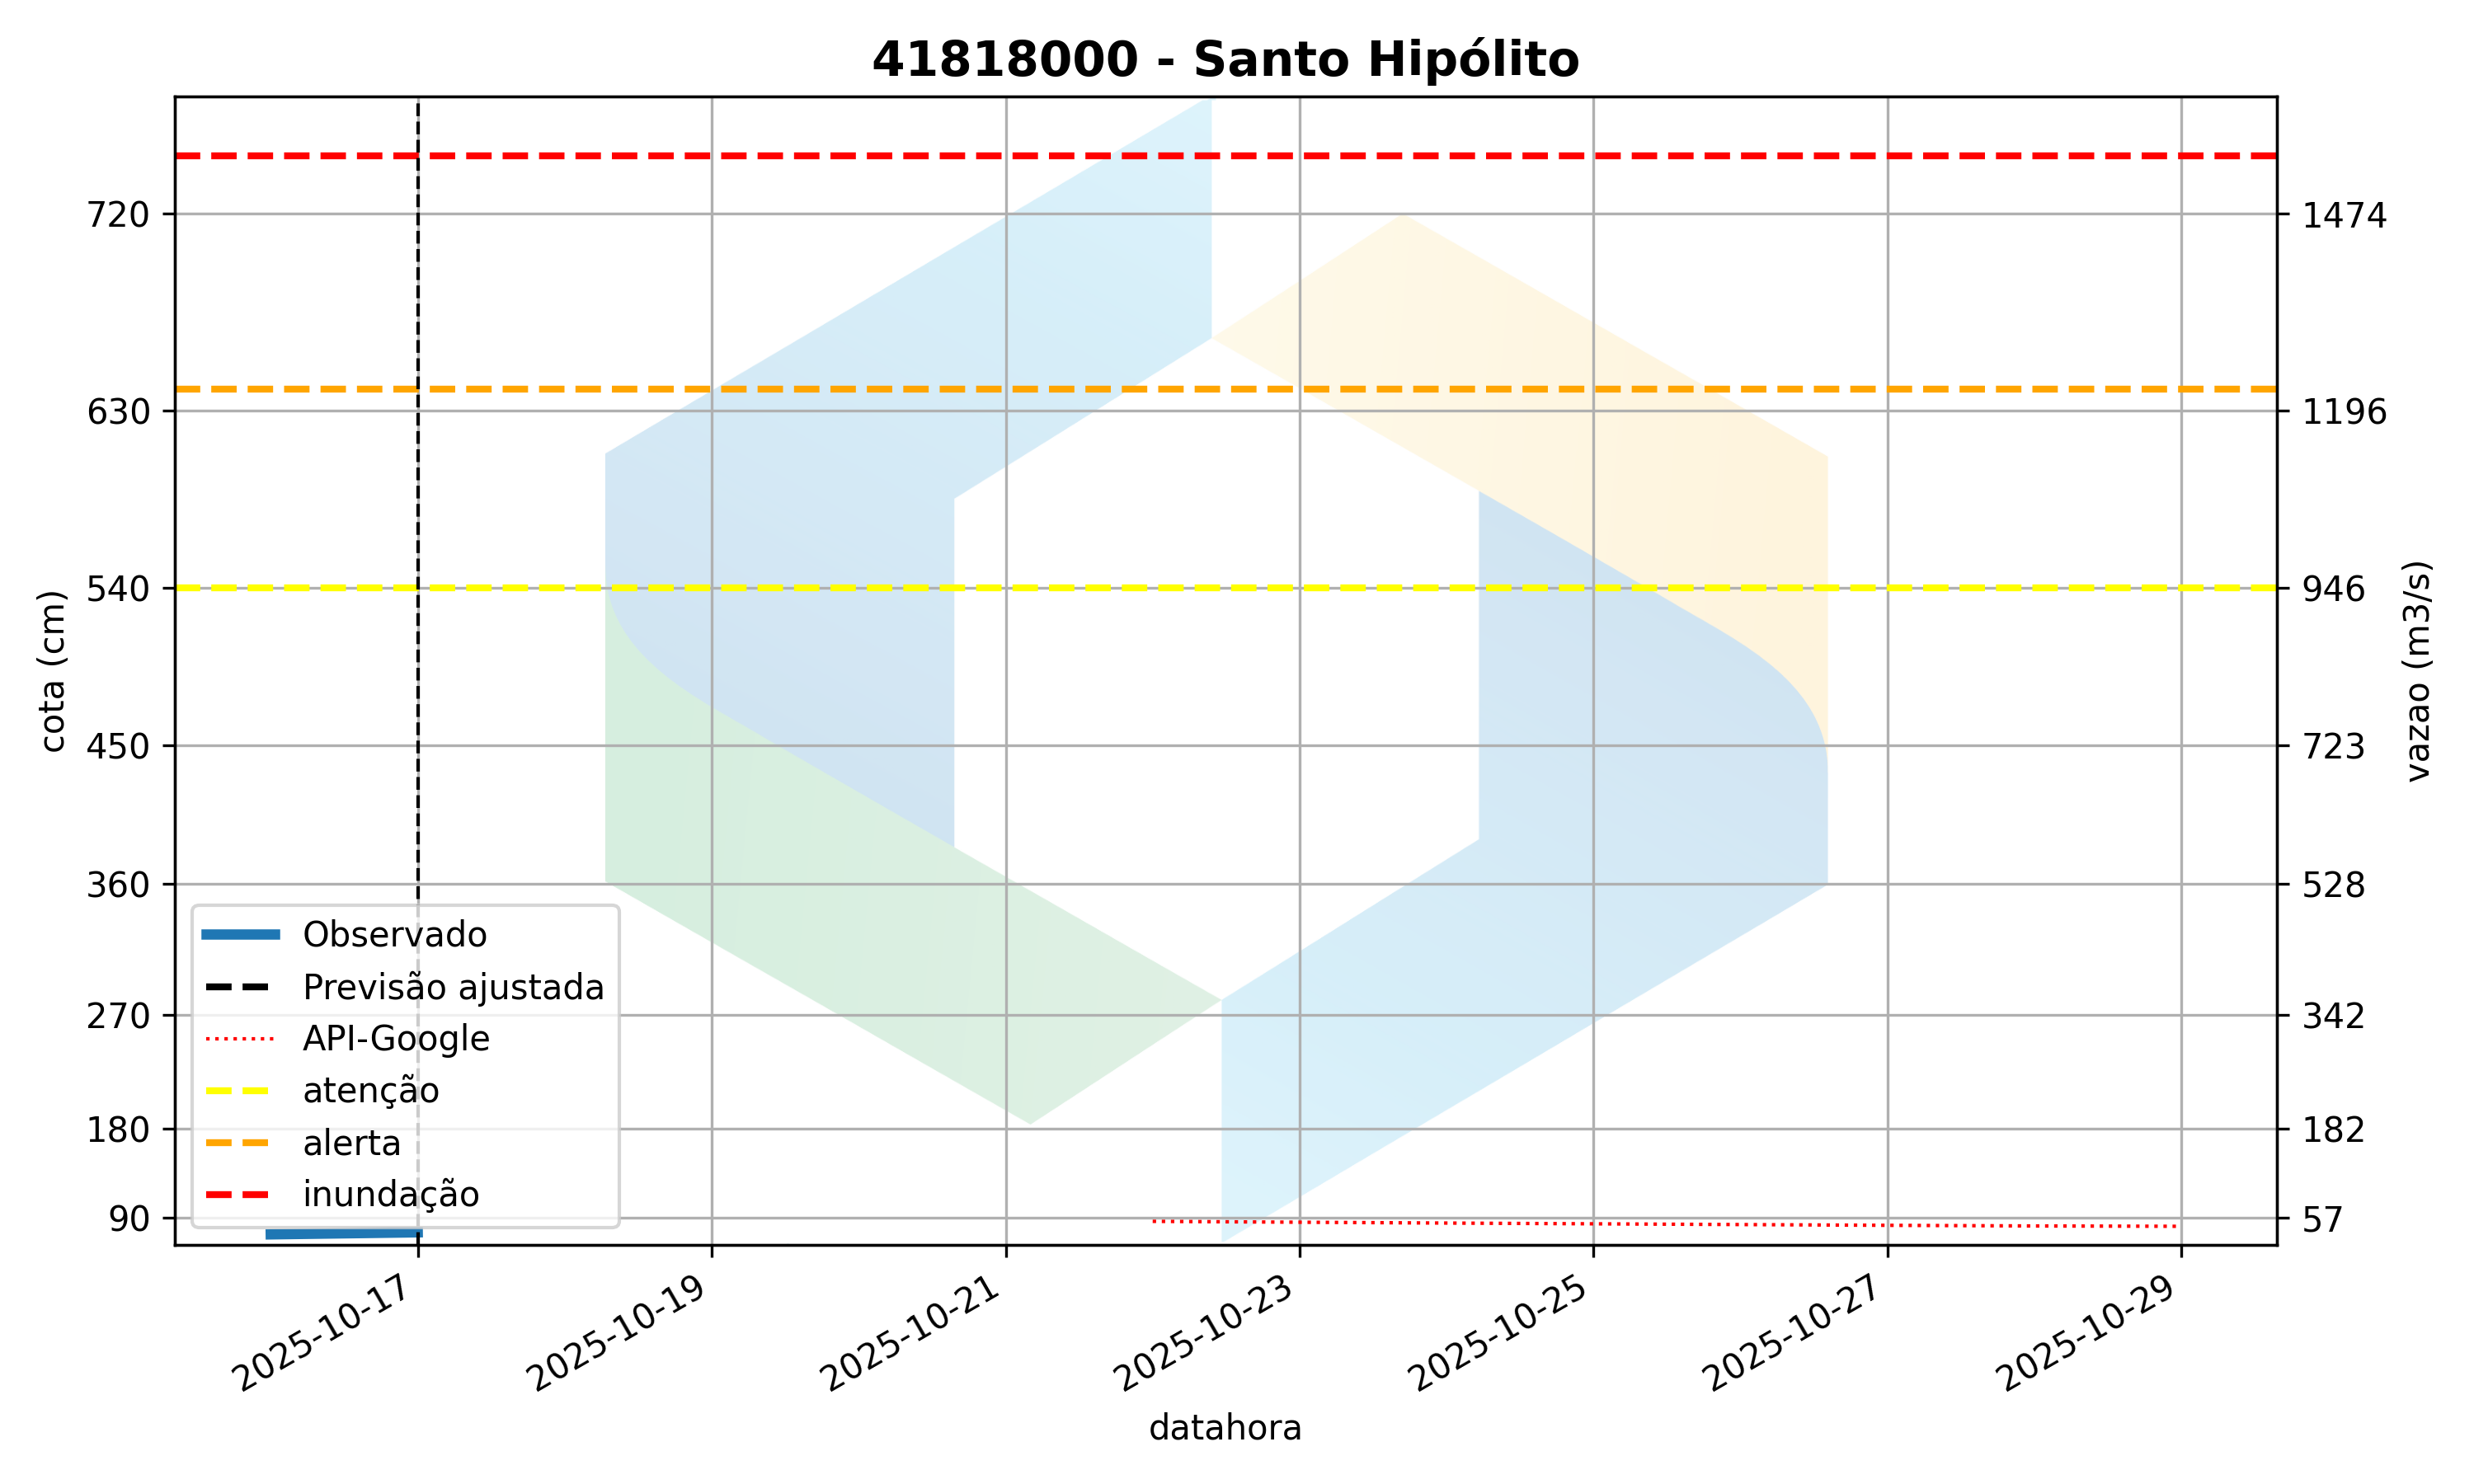 41818000 - Santo Hipólito
cota (cm)
720
630
540
450
360
270
180
90
1474
1196
946
723
528
342
182
57
vazao (m3/s)
Observado
Previsão ajustada
API-Google
atenção
alerta
inundação
2025-10-17
2025-10-19
2025-10-21
2025-10-23
2025-10-25
2025-10-27
2025-10-29
datahora